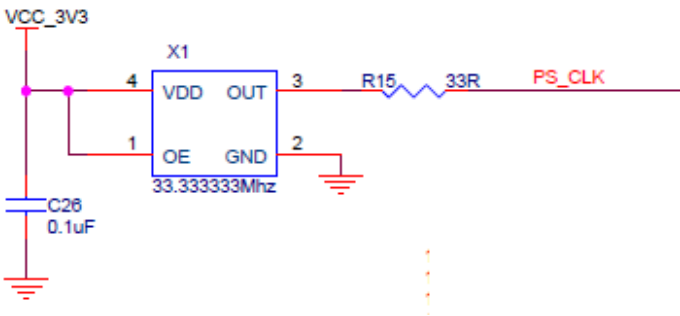 VCC_3V3
X1
4 VDD OUT 3 R15 33R PS_CLK
1 OE GND 2
33.333333Mhz
C26
0.1uF